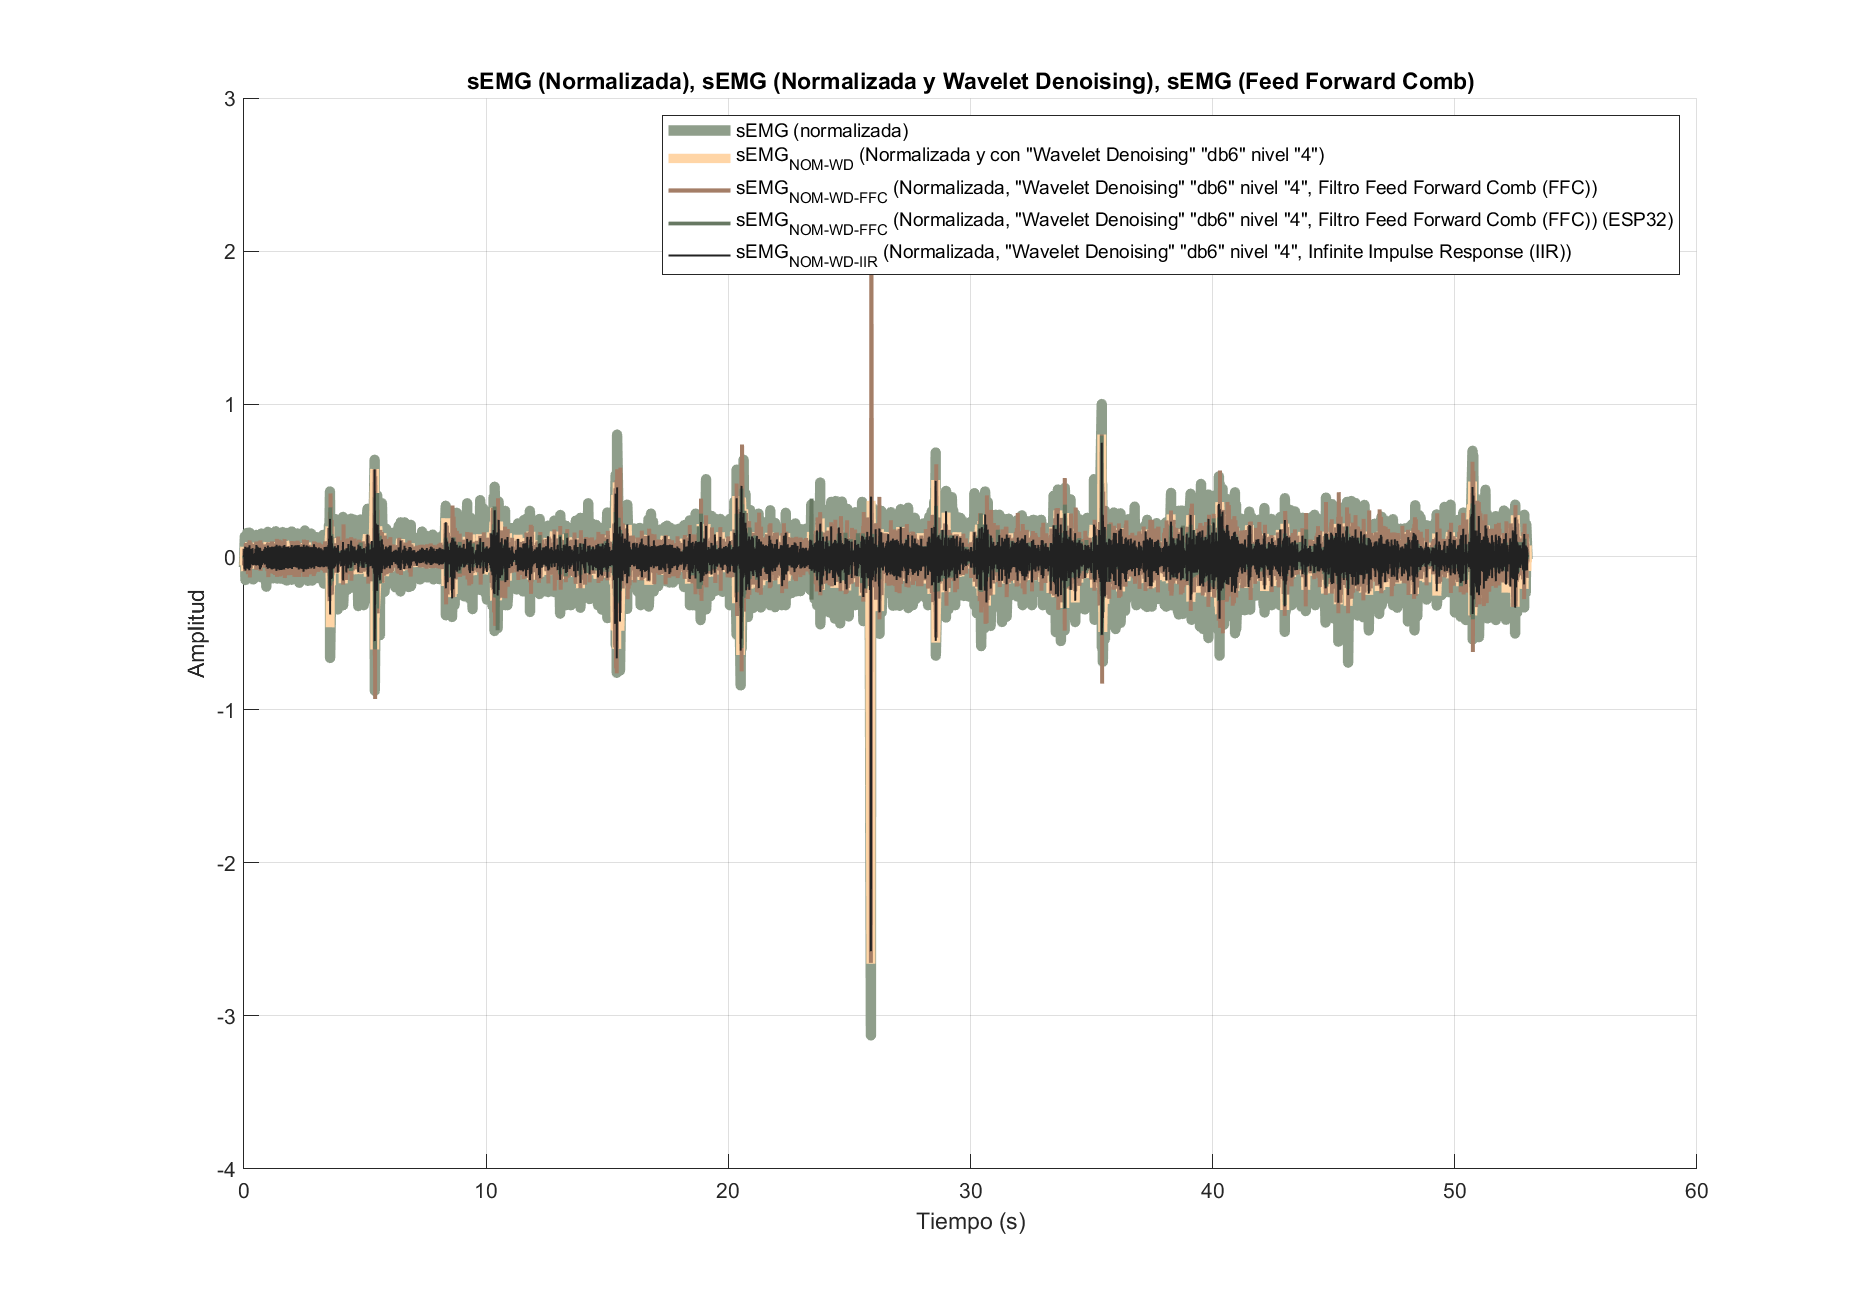 sEMG (Normalizada), sEMG (Normalizada y Wavelet Denoising), sEMG (Feed Forward Comb)
sEMG (normalizada)
sEMG_NOM-WD (Normalizada y con "Wavelet Denoising" "db6" nivel "4")
sEMG_NOM-WD-FFC (Normalizada, "Wavelet Denoising" "db6" nivel "4", Filtro Feed Forward Comb (FFC))
sEMG_NOM-WD-FFC (Normalizada, "Wavelet Denoising" "db6" nivel "4", Filtro Feed Forward Comb (FFC)) (ESP32)
sEMG_NOM-WD-IIR (Normalizada, "Wavelet Denoising" "db6" nivel "4", Infinite Impulse Response (IIR))
3
2
1
0
-1
-2
-3
-4
Amplitud
0 10 20 30 40 50 60
Tiempo (s)